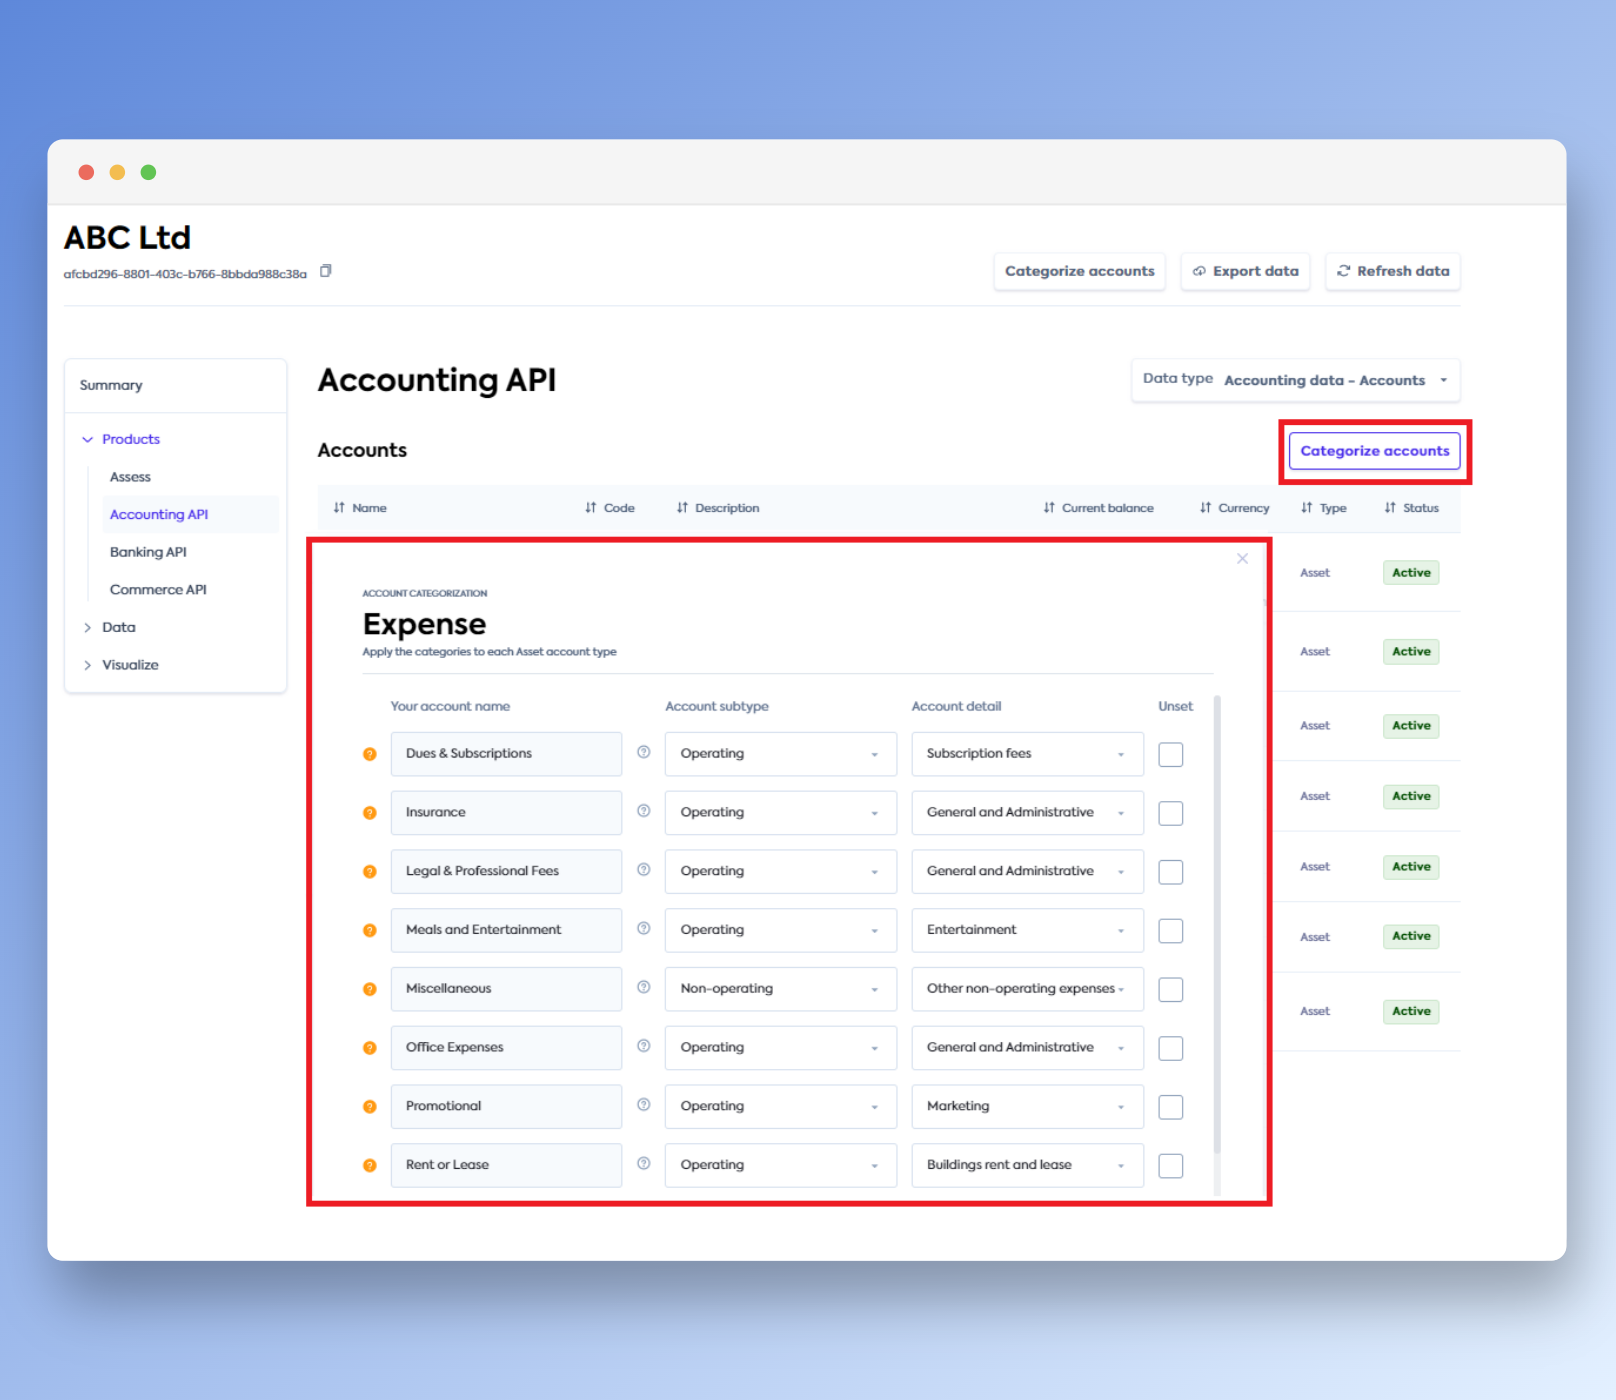 ABC Ltd
afcbd296-8801-403c-b766-8bbda988c38a
Categorize accounts
Export data
Refresh data
Summary
Products
Assess
Accounting API
Banking API
Commerce API
Data
Visualize
Accounting API
Data type Accounting data - Accounts
Accounts
Categorize accounts
Name Code Description Current balance Currency Type Status
Asset Active
Asset Active
Asset Active
Asset Active
Asset Active
Asset Active
Asset Active
ACCOUNT CATEGORIZATION
Expense
Apply the categories to each Asset account type
Your account name Account subtype Account detail Unset
? Dues & Subscriptions ? Operating Subscription fees
? Insurance ? Operating General and Administrative
? Legal & Professional Fees ? Operating General and Administrative
? Meals and Entertainment ? Operating Entertainment
? Miscellaneous ? Non-operating Other non-operating expenses
? Office Expenses ? Operating General and Administrative
? Promotional ? Operating Marketing
? Rent or Lease ? Operating Buildings rent and lease